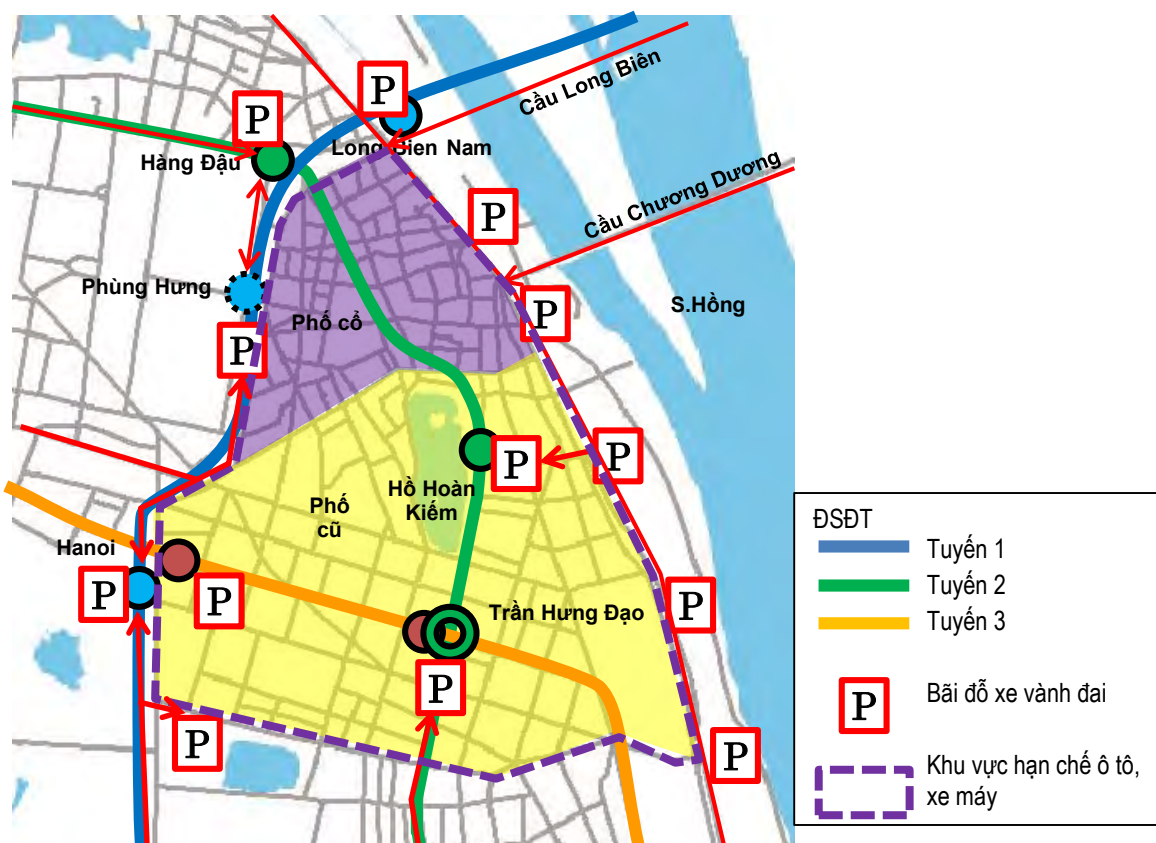 P
Cầu Long Biên
P
Long Bien Nam
Hàng Đậu
P
Cầu Chương Dương
Phùng Hưng
S.Hồng
P
Phố cổ
P
P
P
Hồ Hoàn
Kiếm
Phố
cũ
Hanoi
P
P
Trần Hưng Đạo
P
P
P
P
ĐSĐT
Tuyến 1
Tuyến 2
Tuyến 3
P
Bãi đỗ xe vành đai
Khu vực hạn chế ô tô,
xe máy